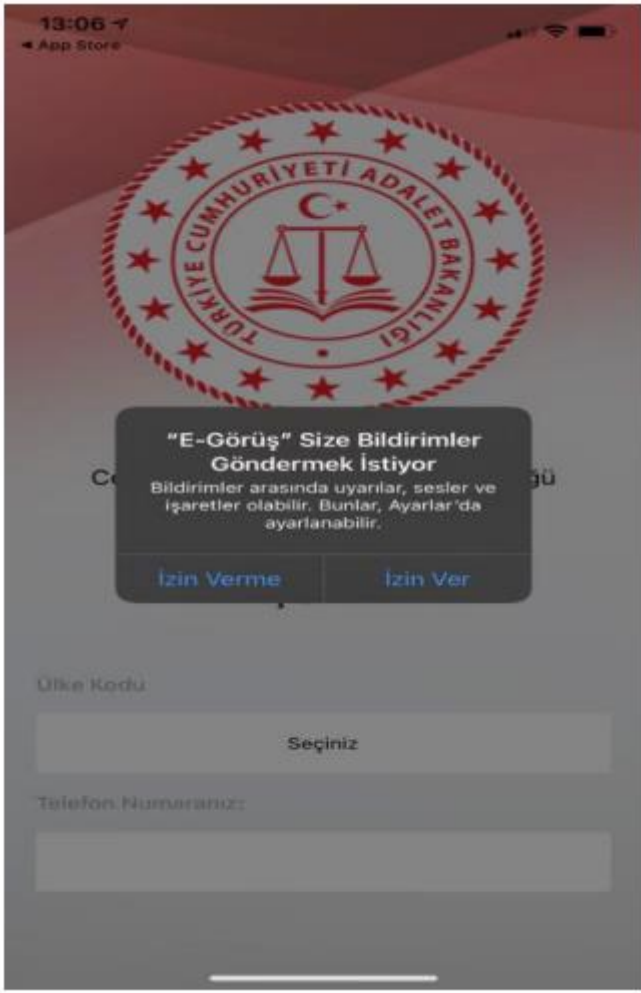 13:06
◀ App Store
TÜRKİYE CUMHURİYETİ ADALET BAKANLIĞI
"E-Görüş" Size Bildirimler
Göndermek İstiyor
Bildirimler arasında uyarılar, sesler ve
işaretler olabilir. Bunlar, Ayarlar'da
ayarlanabilir.
İzin Verme
İzin Ver
Ülke Kodu
Seçiniz
Telefon Numaranız: